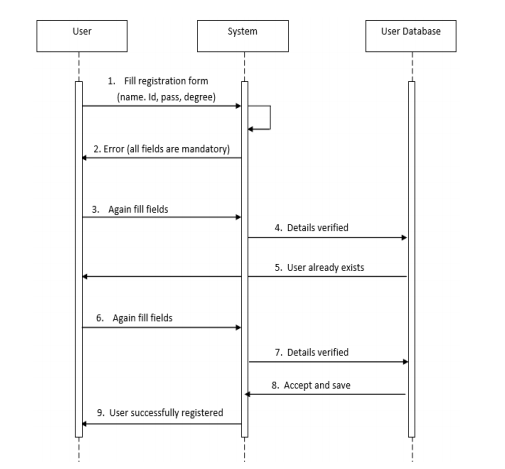 User
System
User Database
1. Fill registration form
(name. Id, pass, degree)
2. Error (all fields are mandatory)
3. Again fill fields
4. Details verified
5. User already exists
6. Again fill fields
7. Details verified
8. Accept and save
9. User successfully registered